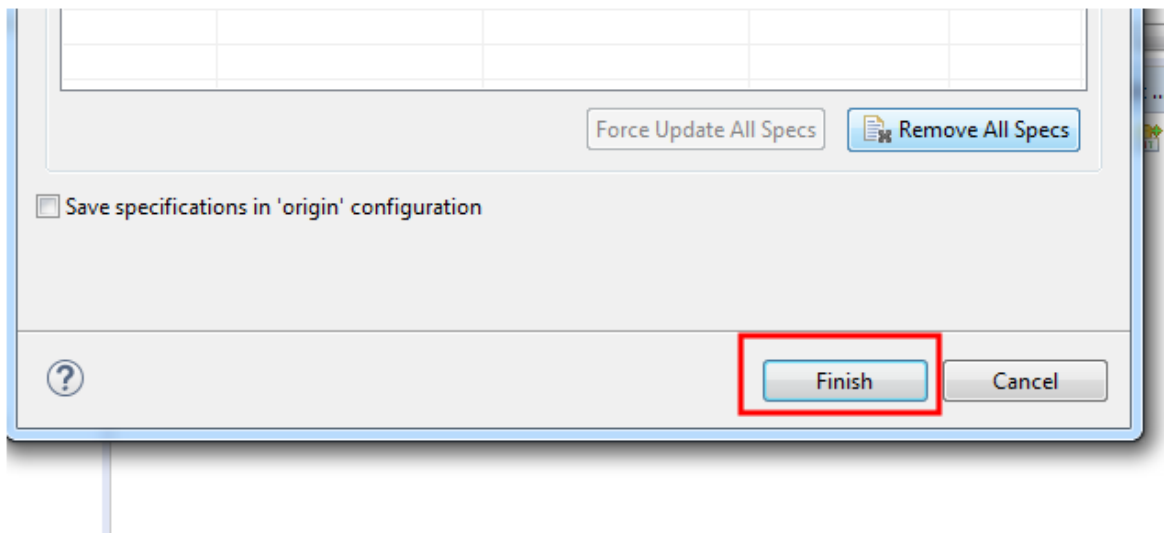 Force Update All Specs
Remove All Specs
Save specifications in 'origin' configuration
Finish
Cancel